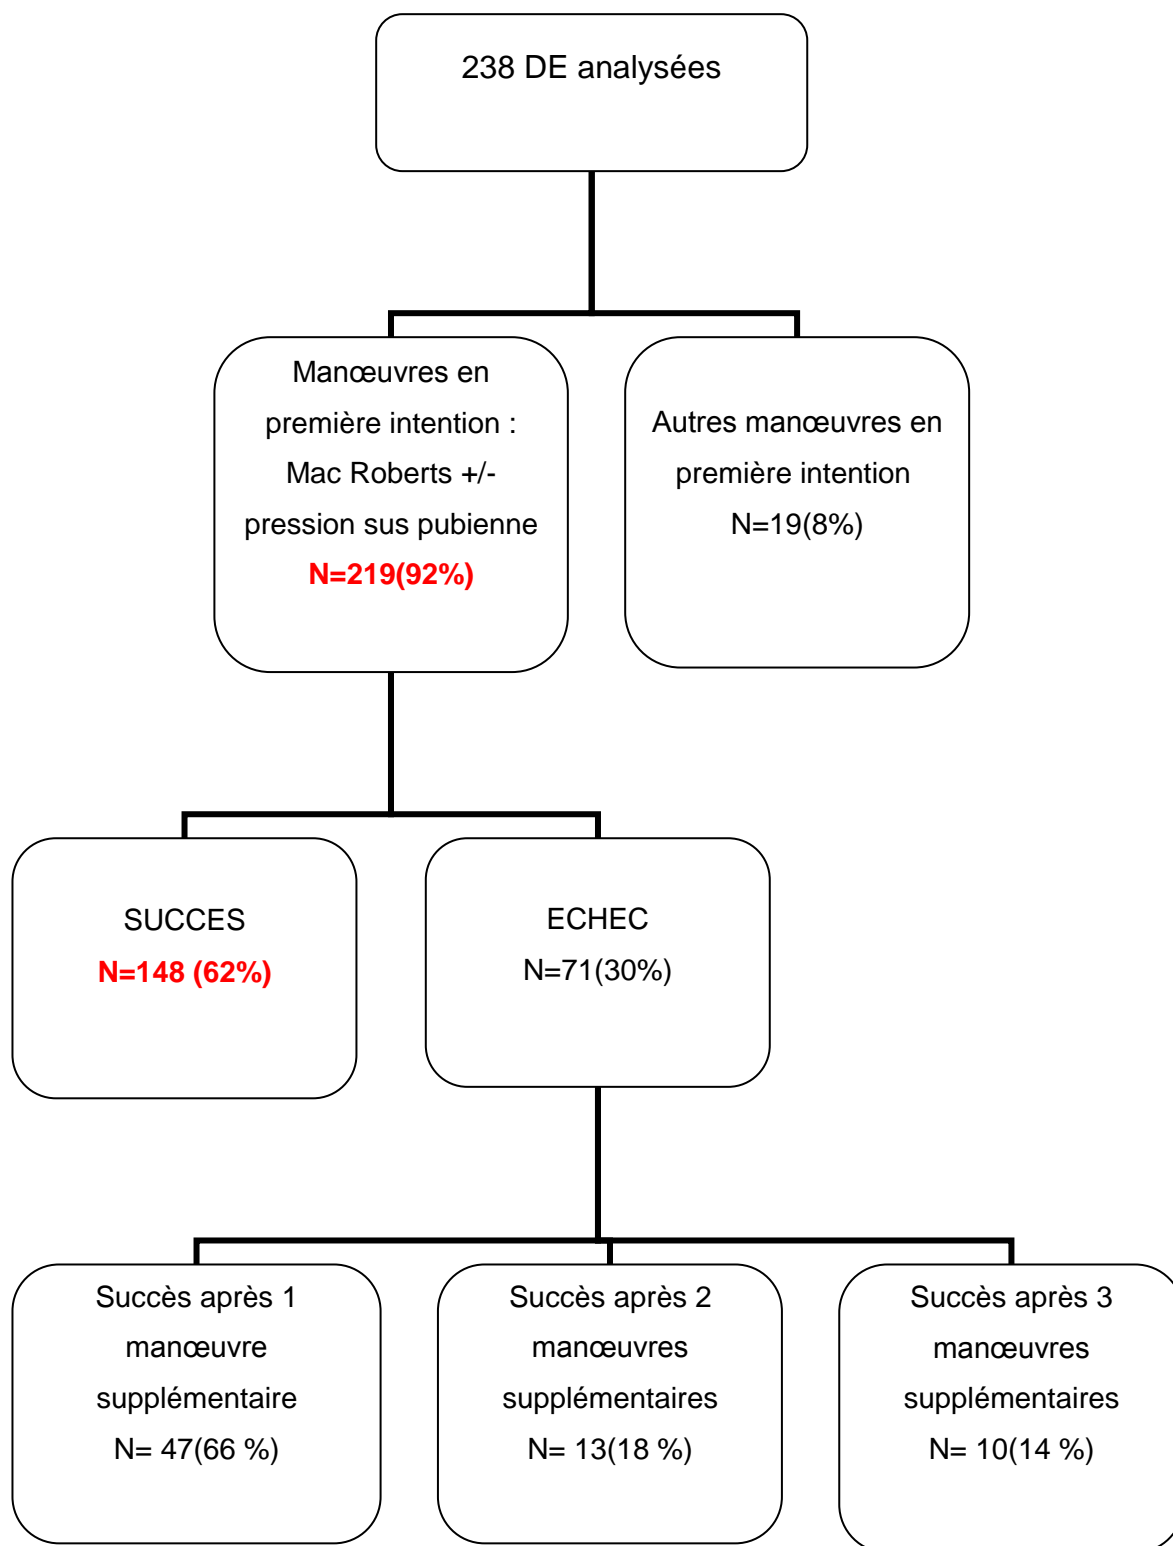 238 DE analysées
Manœuvres en
première intention :
Mac Roberts +/-
pression sus pubienne
N=219(92%)
Autres manœuvres en
première intention
N=19(8%)
SUCCES
N=148 (62%)
ECHEC
N=71(30%)
Succès après 1
manœuvre
supplémentaire
N= 47(66 %)
Succès après 2
manœuvres
supplémentaires
N= 13(18 %)
Succès après 3
manœuvres
supplémentaires
N= 10(14 %)